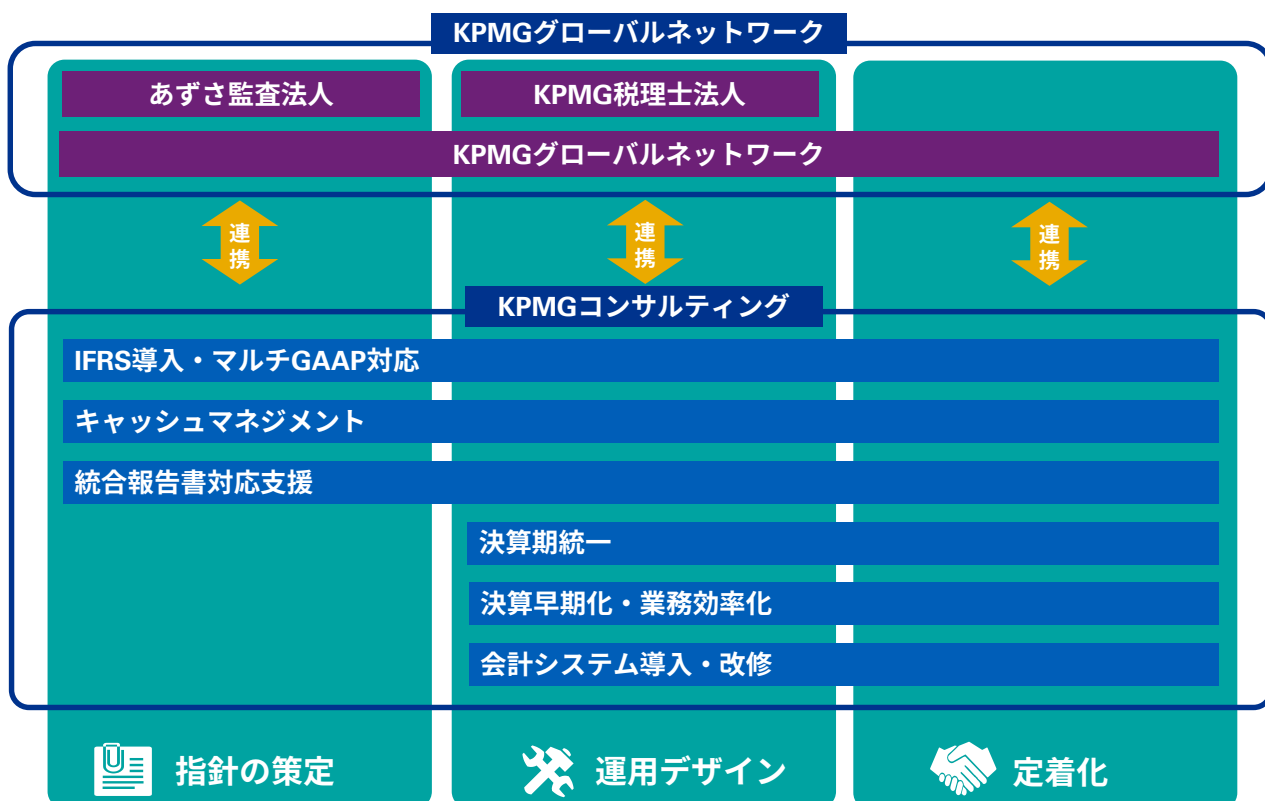 KPMGグローバルネットワーク
あずさ監査法人
KPMG税理士法人
KPMGグローバルネットワーク
連携
連携
連携
KPMGコンサルティング
IFRS導入・マルチGAAP対応
キャッシュマネジメント
統合報告書対応支援
決算期統一
決算早期化・業務効率化
会計システム導入・改修
指針の策定
運用デザイン
定着化